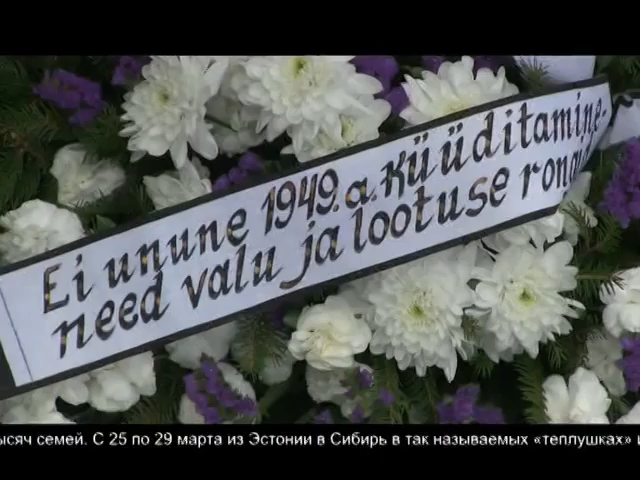 Ei unune 1949. a. küüditamine-
need valu ja lootuse
ысяч семей. С 25 по 29 марта из Эстонии в Сибирь в так называемых «теплушках» и